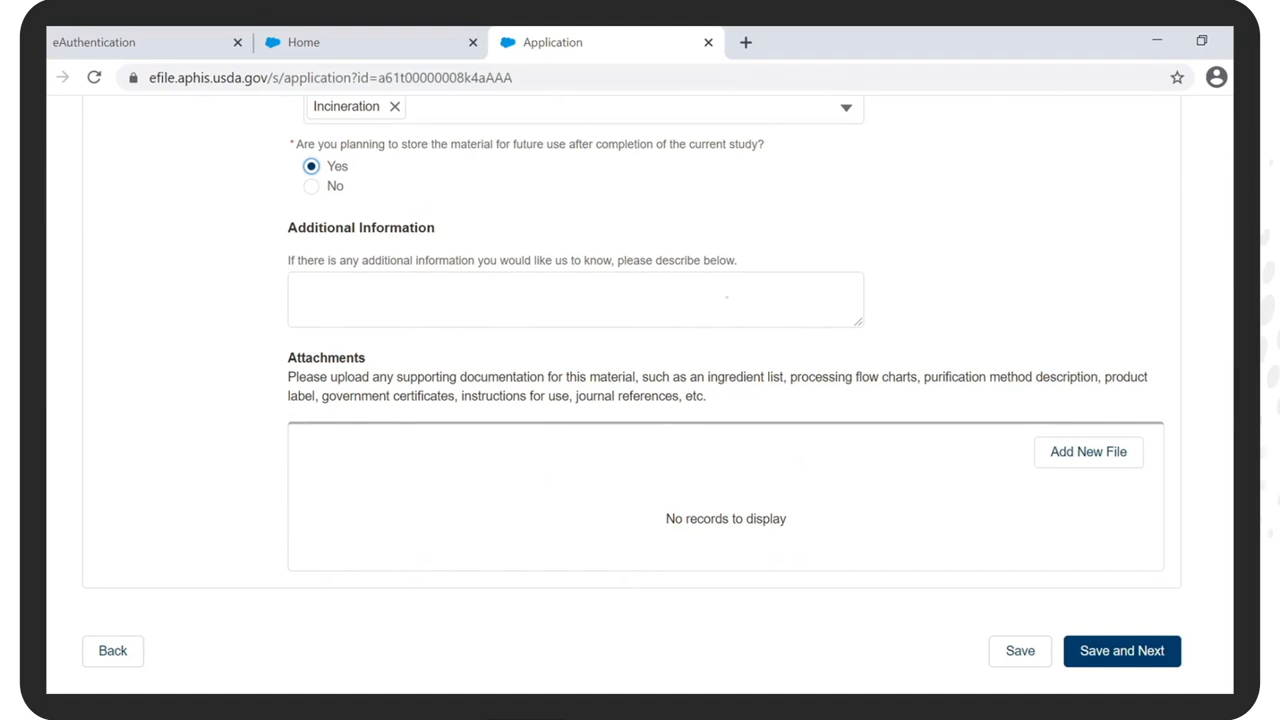 eAuthentication
Home
Application
efile.aphis.usda.gov/s/application?id=a61t00000008k4aAAA
Incineration
*Are you planning to store the material for future use after completion of the current study?
Yes
No
Additional Information
If there is any additional information you would like us to know, please describe below.
Attachments
Please upload any supporting documentation for this material, such as an ingredient list, processing flow charts, purification method description, product
label, government certificates, instructions for use, journal references, etc.
Add New File
No records to display
Back
Save
Save and Next